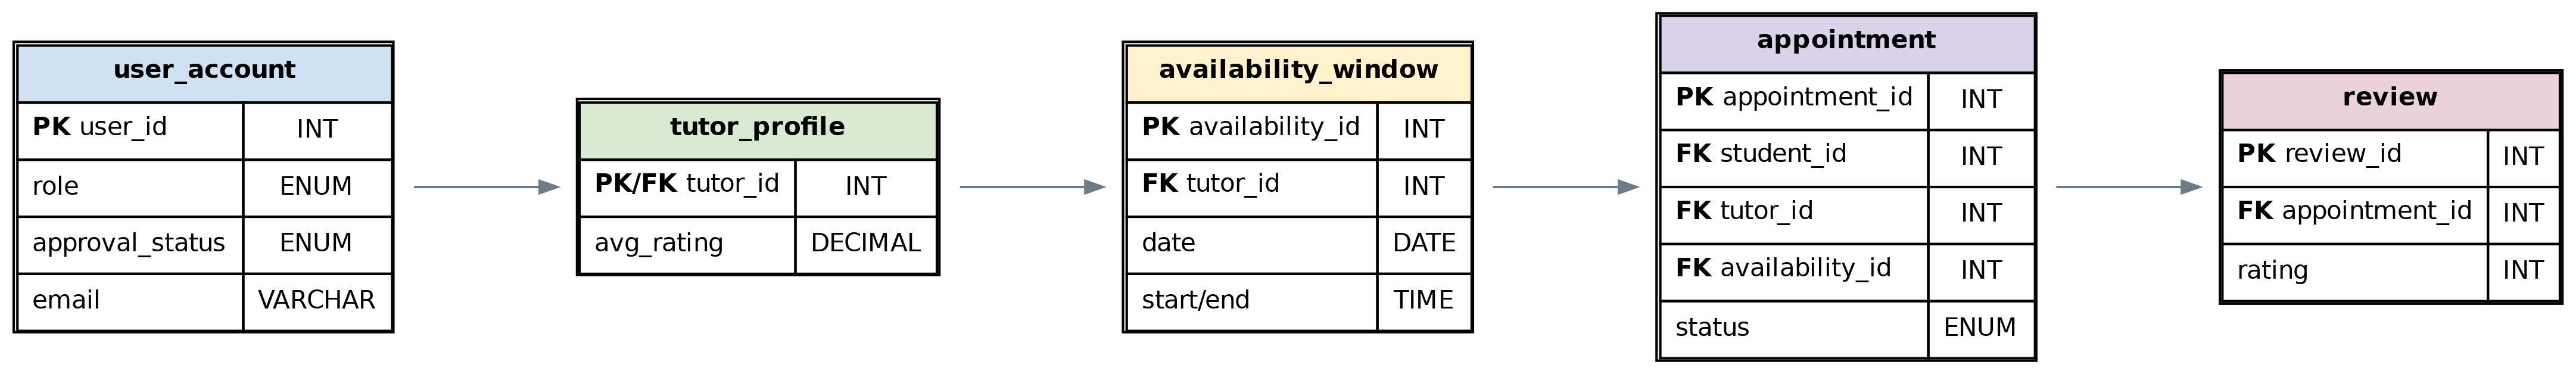 user_account
PK user_id INT
role ENUM
approval_status ENUM
email VARCHAR
tutor_profile
PK/FK tutor_id INT
avg_rating DECIMAL
availability_window
PK availability_id INT
FK tutor_id INT
date DATE
start/end TIME
appointment
PK appointment_id INT
FK student_id INT
FK tutor_id INT
FK availability_id INT
status ENUM
review
PK review_id INT
FK appointment_id INT
rating INT